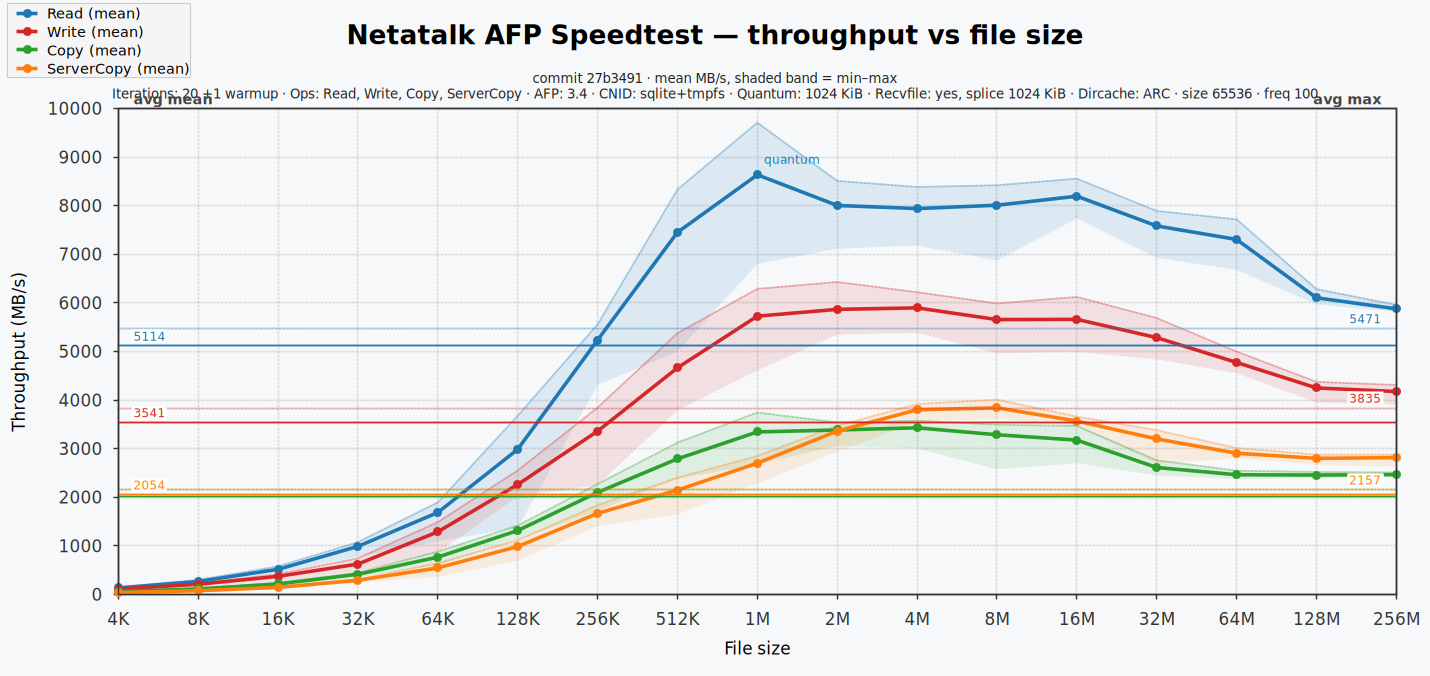 Read (mean)
Write (mean)
Copy (mean)
ServerCopy (mean)
Netatalk AFP Speedtest — throughput vs file size
commit 27b3491 · mean MB/s, shaded band = min–max
Iterations: 20 +1 warmup · Ops: Read, Write, Copy, ServerCopy · AFP: 3.4 · CNID: sqlite+tmpfs · Quantum: 1024 KiB · Recvfile: yes, splice 1024 KiB · Dircache: ARC · size 65536 · freq 100
avg mean
avg max
10000
9000
8000
7000
6000
5000
4000
3000
2000
1000
0
Throughput (MB/s)
quantum
5114
5471
3541
3835
2054
2157
4K 8K 16K 32K 64K 128K 256K 512K 1M 2M 4M 8M 16M 32M 64M 128M 256M
File size